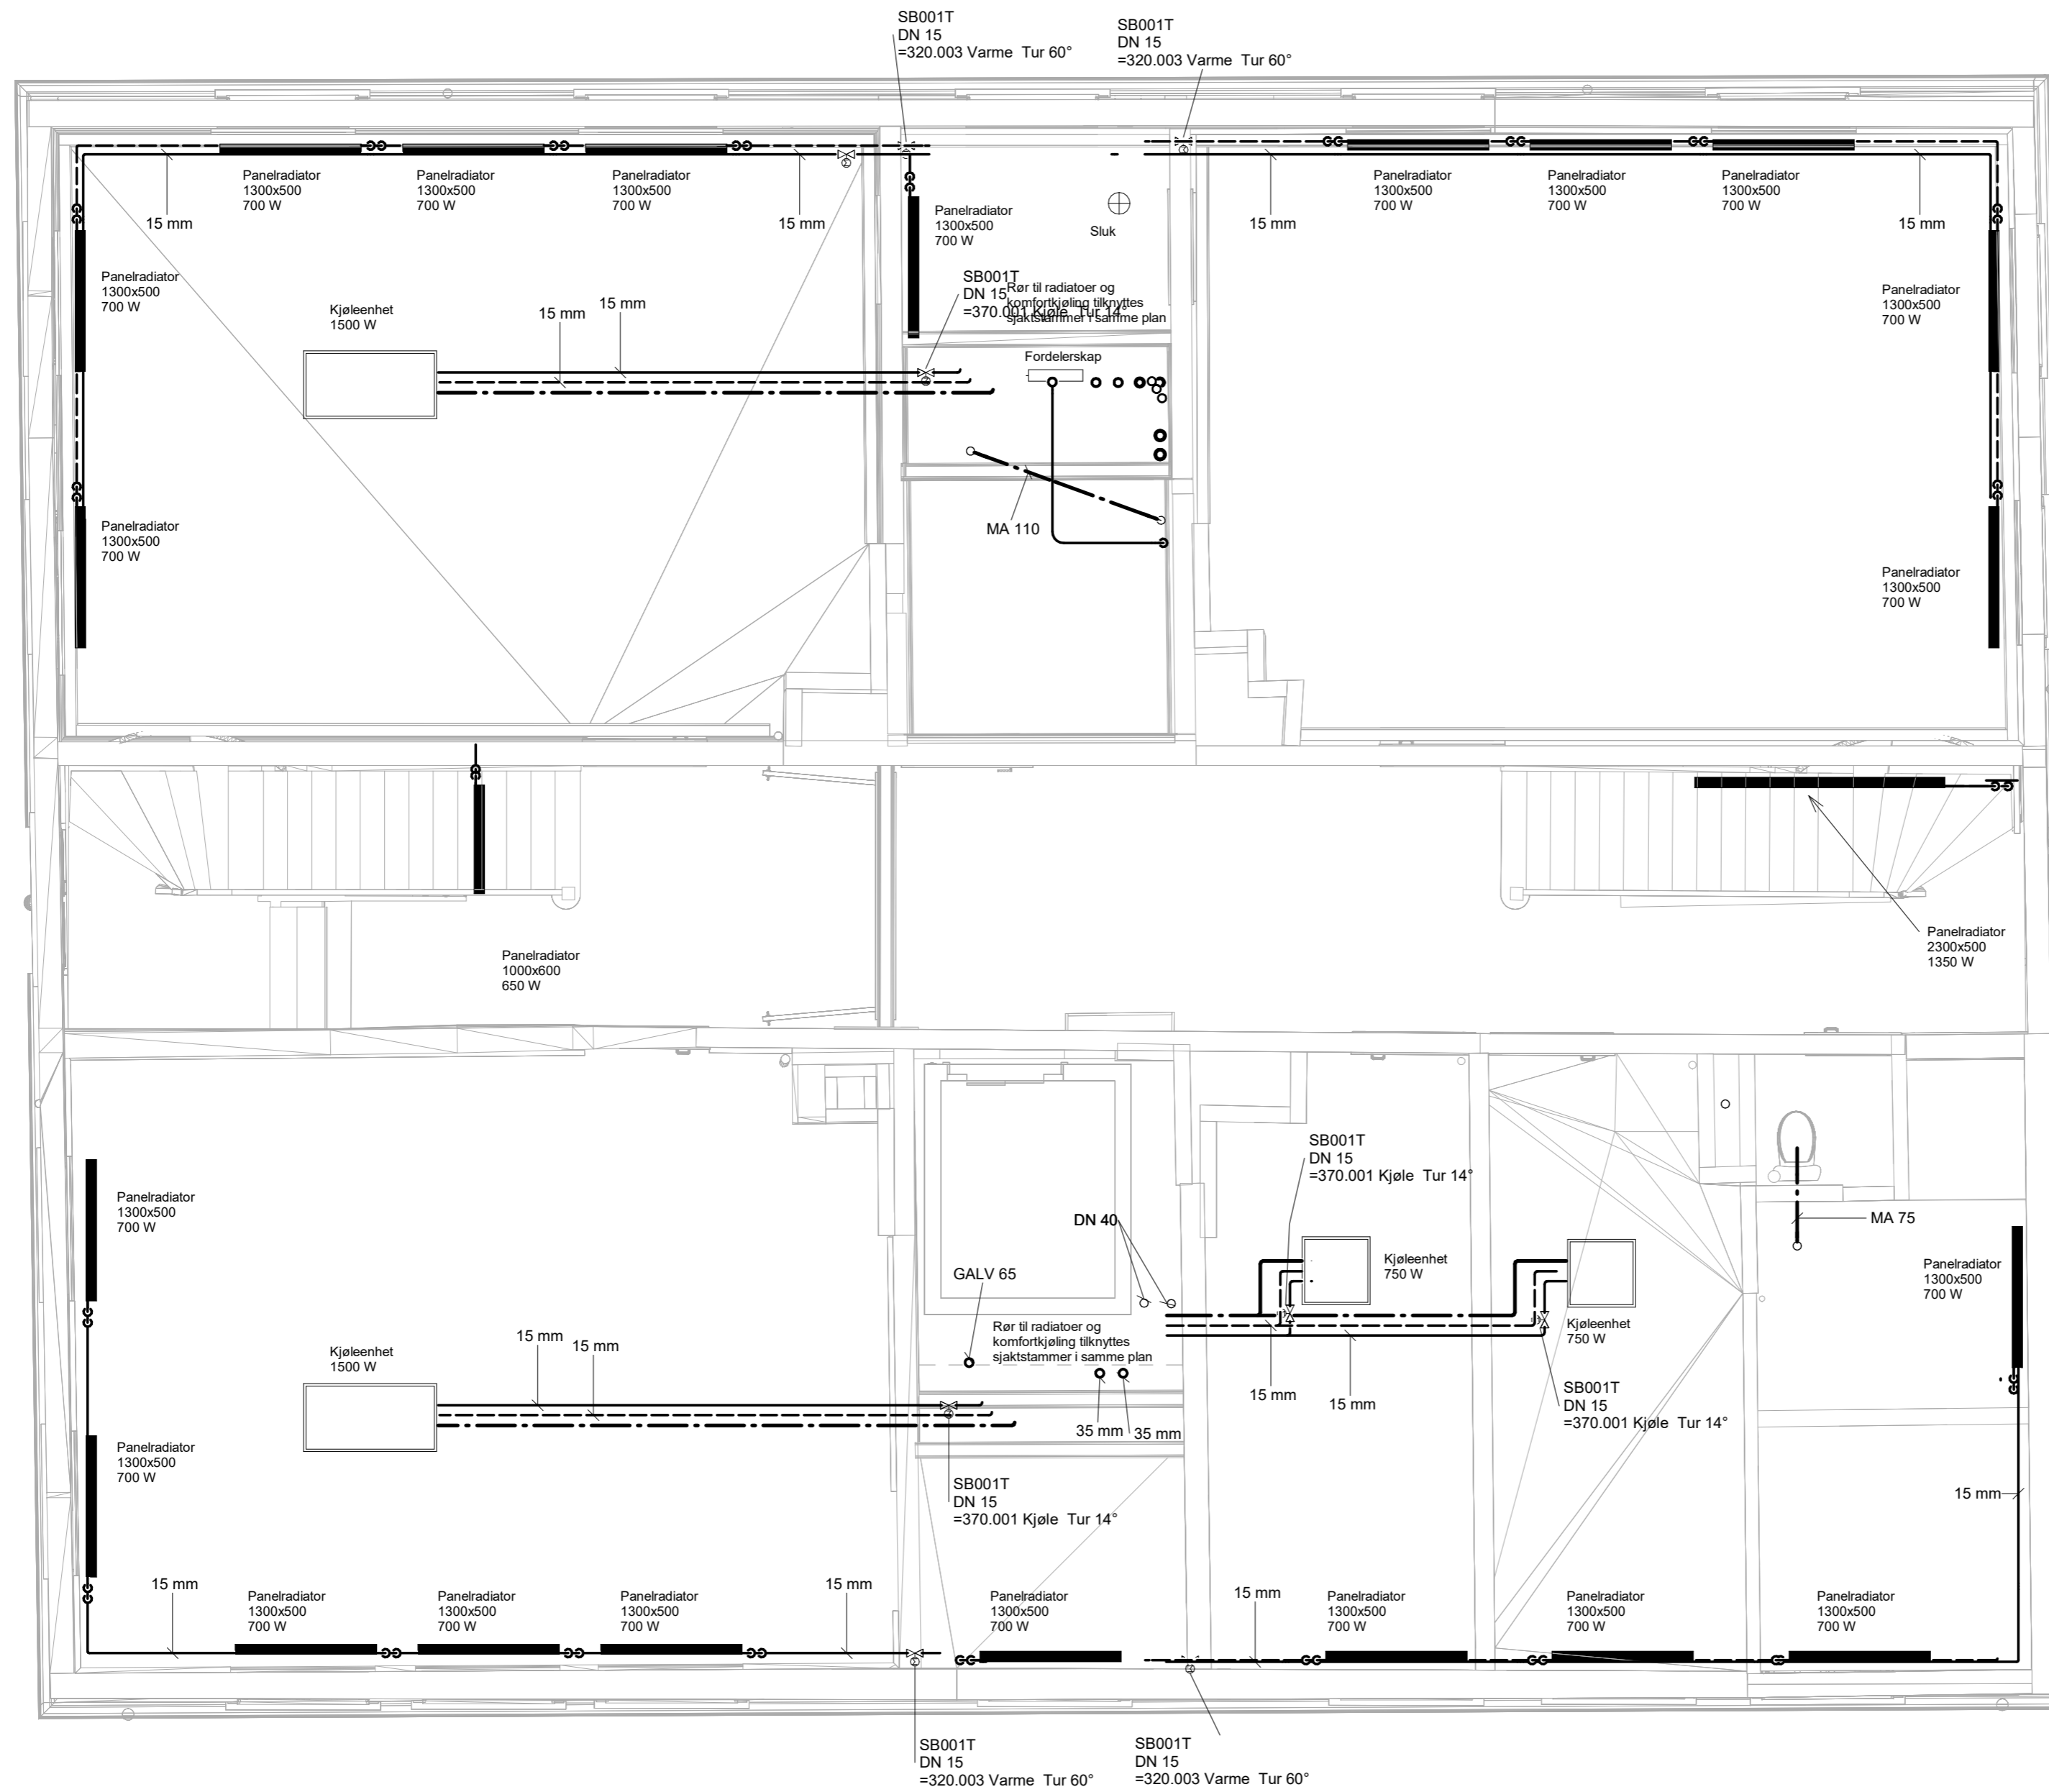 SB001T
DN 15
=320.003 Varme  Tur 60°
SB001T
DN 15
=320.003 Varme  Tur 60°
Panelradiator
1300x500
700 W
Panelradiator
1300x500
700 W
Panelradiator
1300x500
700 W
Panelradiator
1300x500
700 W
Panelradiator
1300x500
700 W
Panelradiator
1300x500
700 W
Panelradiator
1300x500
700 W
15 mm
15 mm
15 mm
15 mm
Sluk
Panelradiator
1300x500
700 W
Kjøleenhet
1500 W
15 mm
15 mm
SB001T
DN 15
=370.001 Kjøle  Tur 14°
Rør til radiatoer og
komfortkjøling tilknyttes
sjaktstammer i samme plan
Panelradiator
1300x500
700 W
Fordelerskap
Panelradiator
1300x500
700 W
MA 110
Panelradiator
1300x500
700 W
Panelradiator
1000x600
650 W
Panelradiator
2300x500
1350 W
SB001T
DN 15
=370.001 Kjøle  Tur 14°
Panelradiator
1300x500
700 W
DN 40
MA 75
GALV 65
Kjøleenhet
750 W
Panelradiator
1300x500
700 W
Rør til radiatoer og
komfortkjøling tilknyttes
sjaktstammer i samme plan
Kjøleenhet
750 W
Kjøleenhet
1500 W
15 mm
15 mm
15 mm
15 mm
SB001T
DN 15
=370.001 Kjøle  Tur 14°
35 mm
35 mm
Panelradiator
1300x500
700 W
SB001T
DN 15
=370.001 Kjøle  Tur 14°
15 mm
15 mm
15 mm
15 mm
Panelradiator
1300x500
700 W
Panelradiator
1300x500
700 W
Panelradiator
1300x500
700 W
Panelradiator
1300x500
700 W
Panelradiator
1300x500
700 W
Panelradiator
1300x500
700 W
Panelradiator
1300x500
700 W
SB001T
DN 15
=320.003 Varme  Tur 60°
SB001T
DN 15
=320.003 Varme  Tur 60°